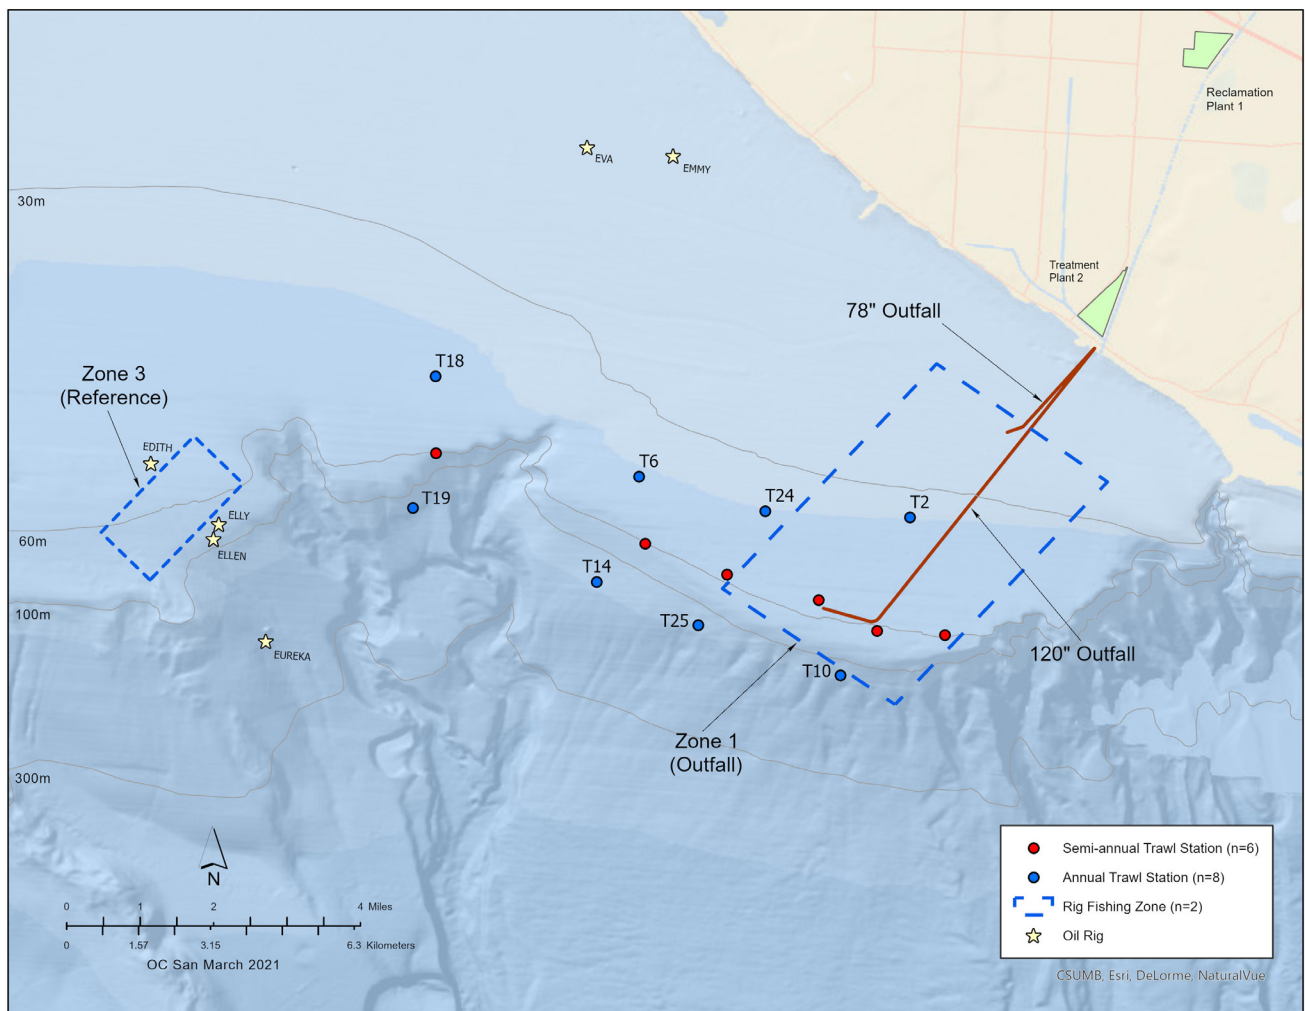 Reclamation
Plant 1
EVA
EMMY
30m
Treatment
Plant 2
78" Outfall
T18
Zone 3
(Reference)
EDITH
T6
T19
T24
T2
ELLY
60m
ELLEN
T14
100m
T25
120" Outfall
EUREKA
T10
Zone 1
(Outfall)
300m
N
0 1 2 4 Miles
0 1.57 3.15 6.3 Kilometers
OC San March 2021
Semi-annual Trawl Station (n=6)
Annual Trawl Station (n=8)
Rig Fishing Zone (n=2)
Oil Rig
CSUMB, Esri, DeLorme, NaturalVue